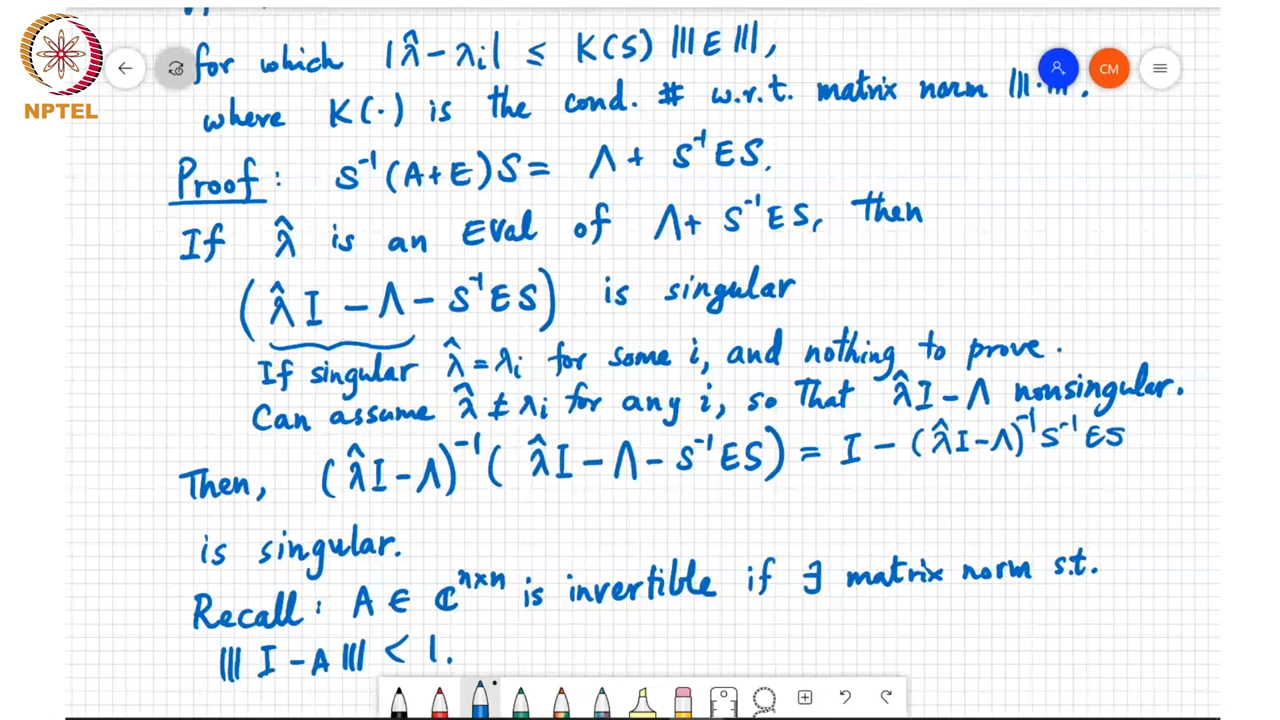 for which |λ̂ - λi| ≤ K(S) |||E|||,
where K(·) is the cond. # w.r.t. matrix norm |||·|||.
Proof: S⁻¹(A+E)S = Λ + S⁻¹ES.
If λ̂ is an Eval of Λ + S⁻¹ES, then
(λ̂I - Λ - S⁻¹ES) is singular
If singular λ̂ = λi for some i, and nothing to prove.
Can assume λ̂ ≠ λi for any i, so that λ̂I - Λ nonsingular.
Then, (λ̂I - Λ)⁻¹(λ̂I - Λ - S⁻¹ES) = I - (λ̂I - Λ)⁻¹S⁻¹ES
is singular.
Recall: A ∈ ℂⁿˣⁿ is invertible if ∃ matrix norm s.t.
||| I - A ||| < 1.
NPTEL
CM